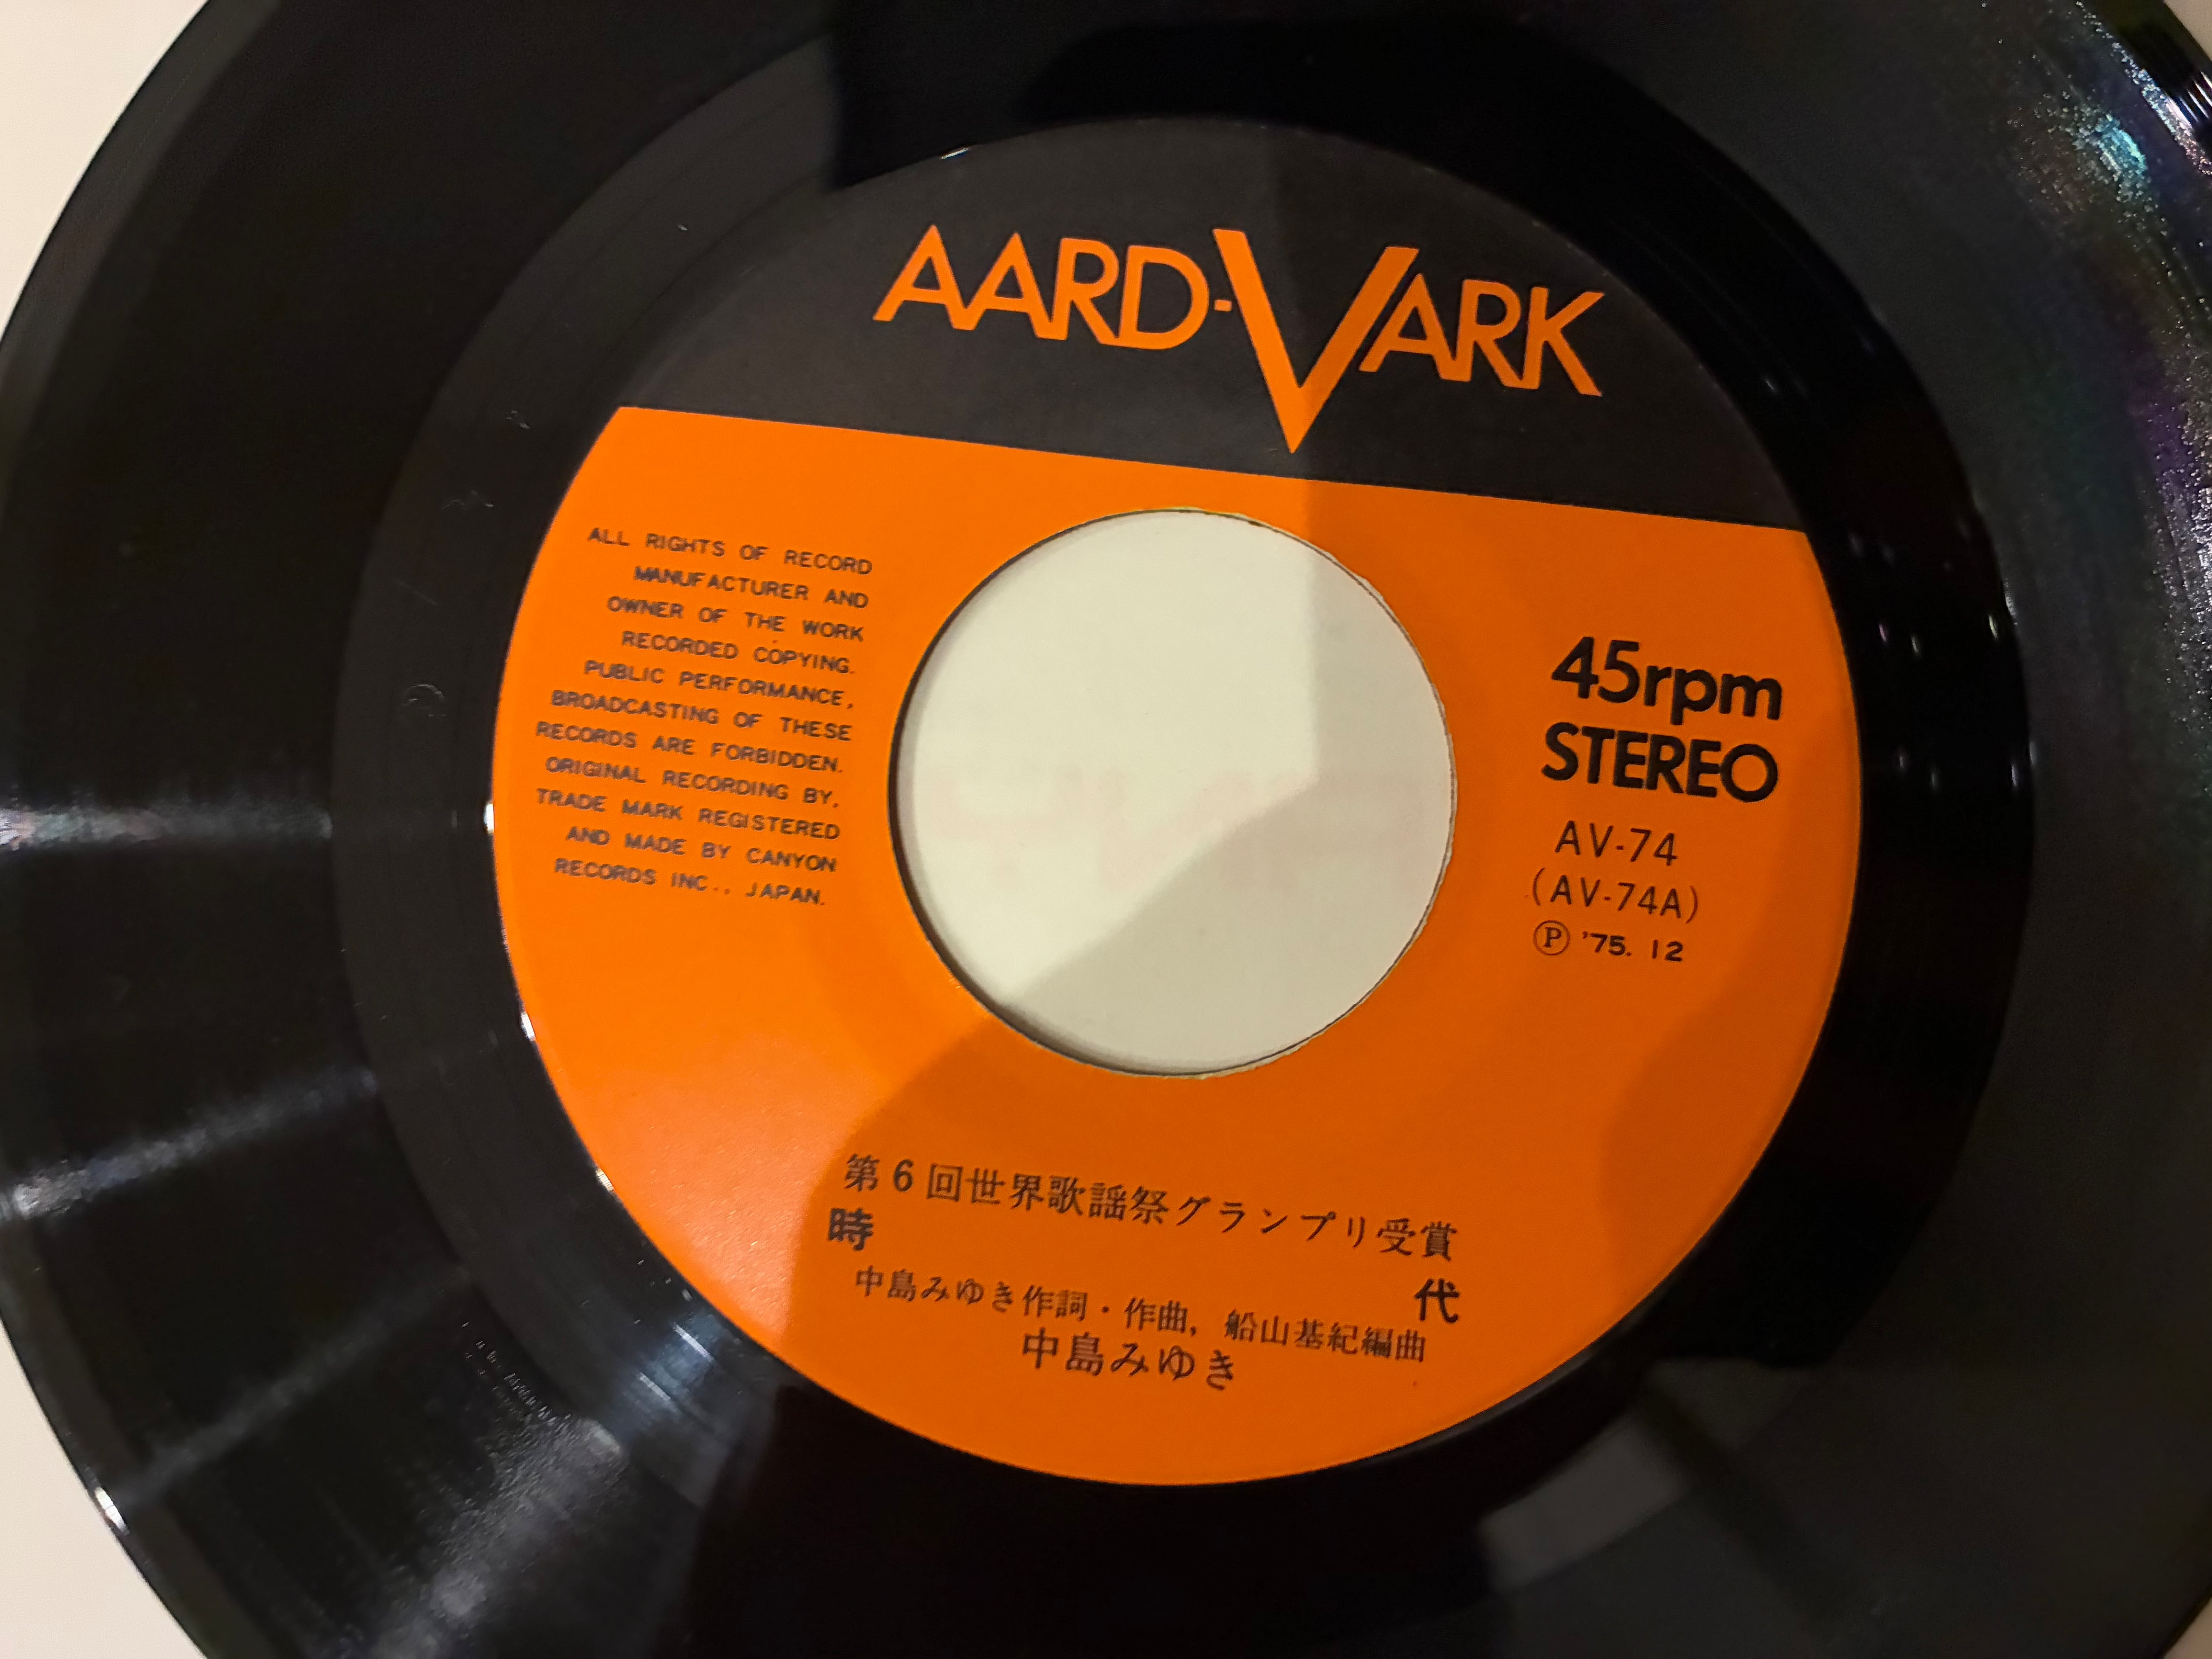 AARD-VARK
ALL RIGHTS OF RECORD
MANUFACTURER AND
OWNER OF THE WORK
RECORDED COPYING.
PUBLIC PERFORMANCE,
BROADCASTING OF THESE
RECORDS ARE FORBIDDEN.
ORIGINAL RECORDING BY,
TRADE MARK REGISTERED
AND MADE BY CANYON
RECORDS INC., JAPAN.
45rpm
STEREO
AV-74
(AV-74A)
Ⓟ '75. 12
第6回世界歌謡祭グランプリ受賞
時代
中島みゆき作詞・作曲, 船山基紀編曲
中島みゆき